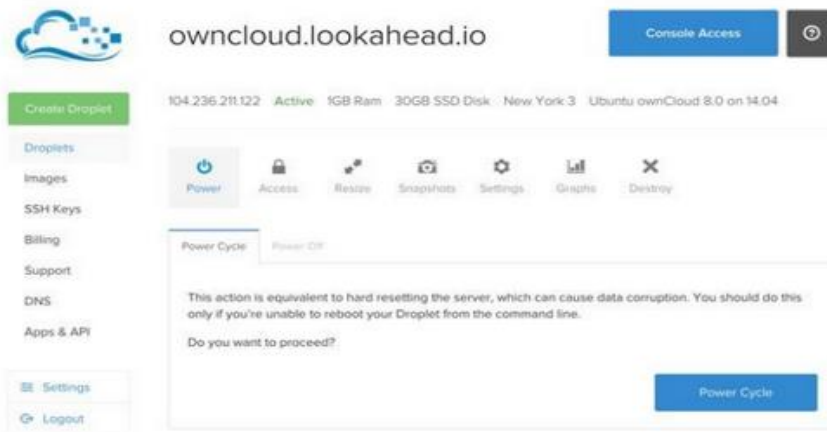 owncloud.lookahead.io
Console Access
Create Droplet
104.236.211.122 Active 1GB Ram 30GB SSD Disk New York 3 Ubuntu ownCloud 8.0 on 14.04
Droplets
Images
SSH Keys
Billing
Support
DNS
Apps & API
Settings
Logout
Power Access Resize Snapshots Settings Graphs Destroy
Power Cycle Power Off
This action is equivalent to hard resetting the server, which can cause data corruption. You should do this
only if you're unable to reboot your Droplet from the command line.
Do you want to proceed?
Power Cycle